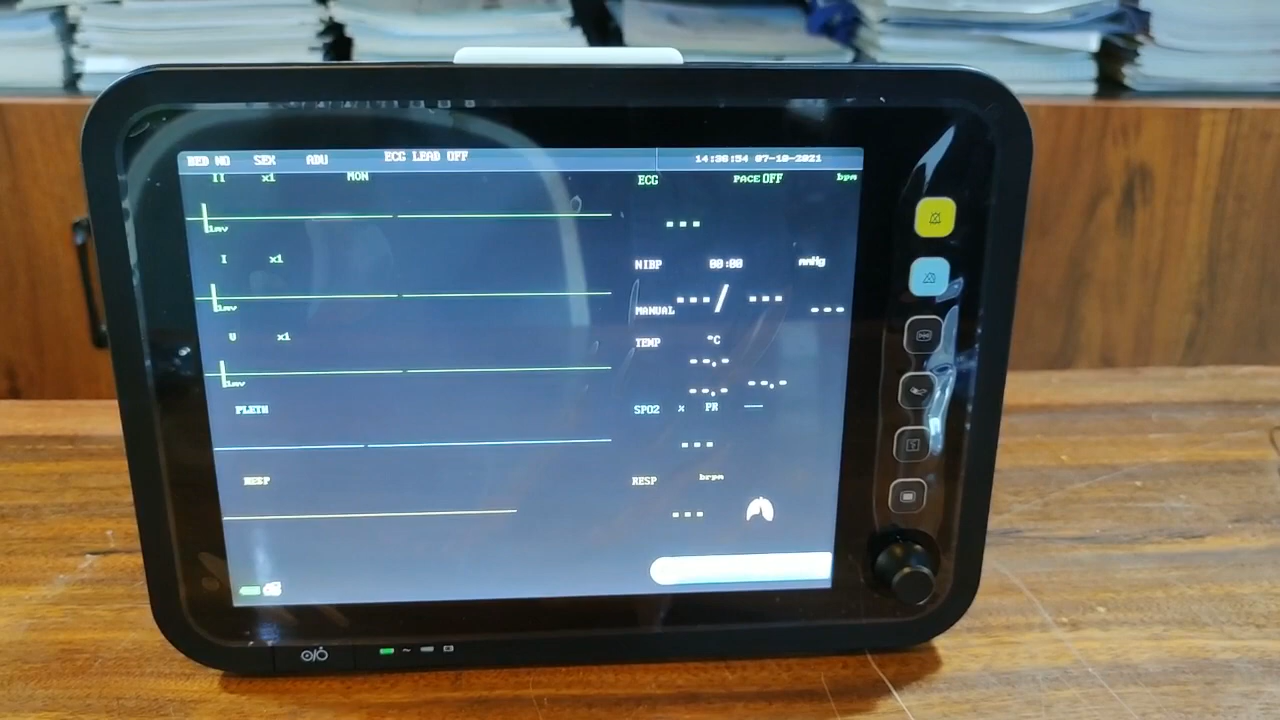 BED NO SEX ADU ECG LEAD OFF 14:36:54 07-10-2021
II x1 MON
1mv
I x1
1mv
U x1
1mv
PLETH
RESP
ECG PACE OFF bpm
---
NIBP 00:00 mmHg
MANUAL ---/ --- ---
TEMP °C
--.-
--.- --.-
SPO2 PR
---
RESP brpm
---